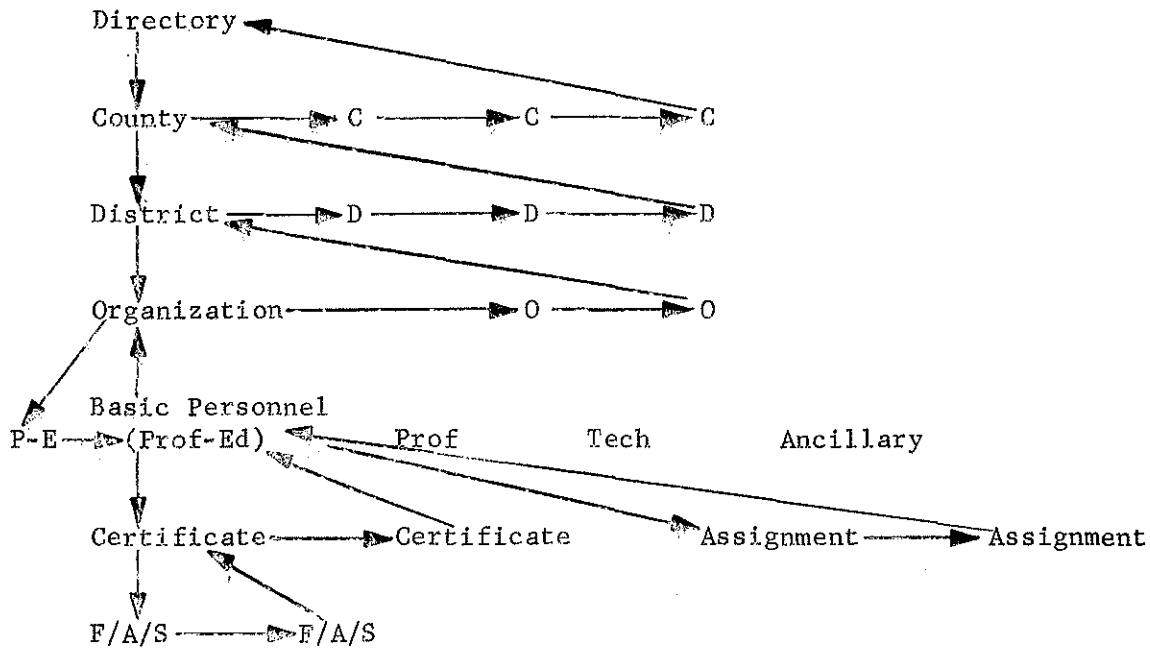 Directory
County C C C
District D D D
Organization O O
Basic Personnel
P-E (Prof-Ed) Prof Tech Ancillary
Certificate Certificate Assignment Assignment
F/A/S F/A/S